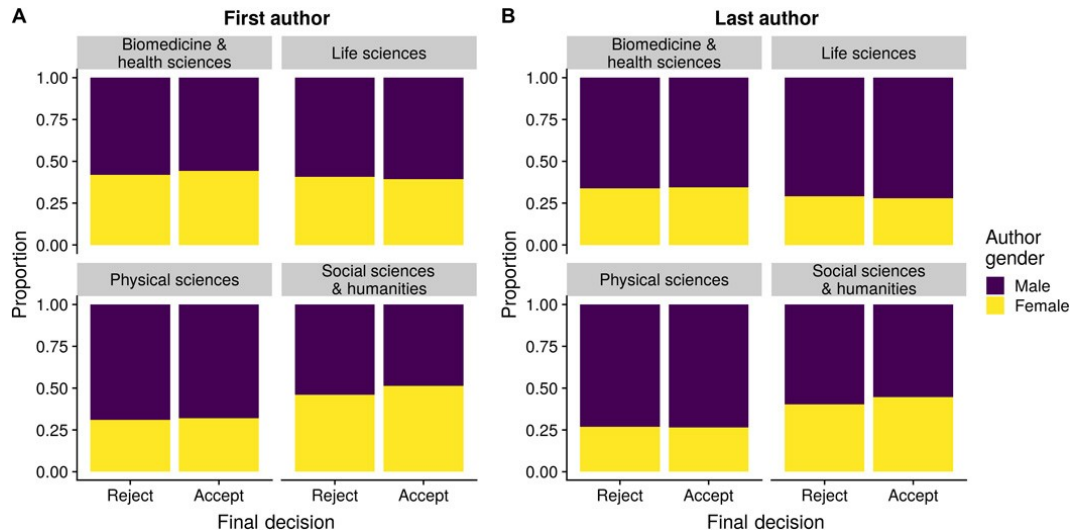 A
First author
Biomedicine &
health sciences
Life sciences
1.00
0.75
0.50
0.25
0.00
Physical sciences
Social sciences
& humanities
1.00
0.75
0.50
0.25
0.00
Proportion
Reject
Accept
Reject
Accept
Final decision
B
Last author
Biomedicine &
health sciences
Life sciences
1.00
0.75
0.50
0.25
0.00
Physical sciences
Social sciences
& humanities
1.00
0.75
0.50
0.25
0.00
Proportion
Reject
Accept
Reject
Accept
Final decision
Author
gender
Male
Female